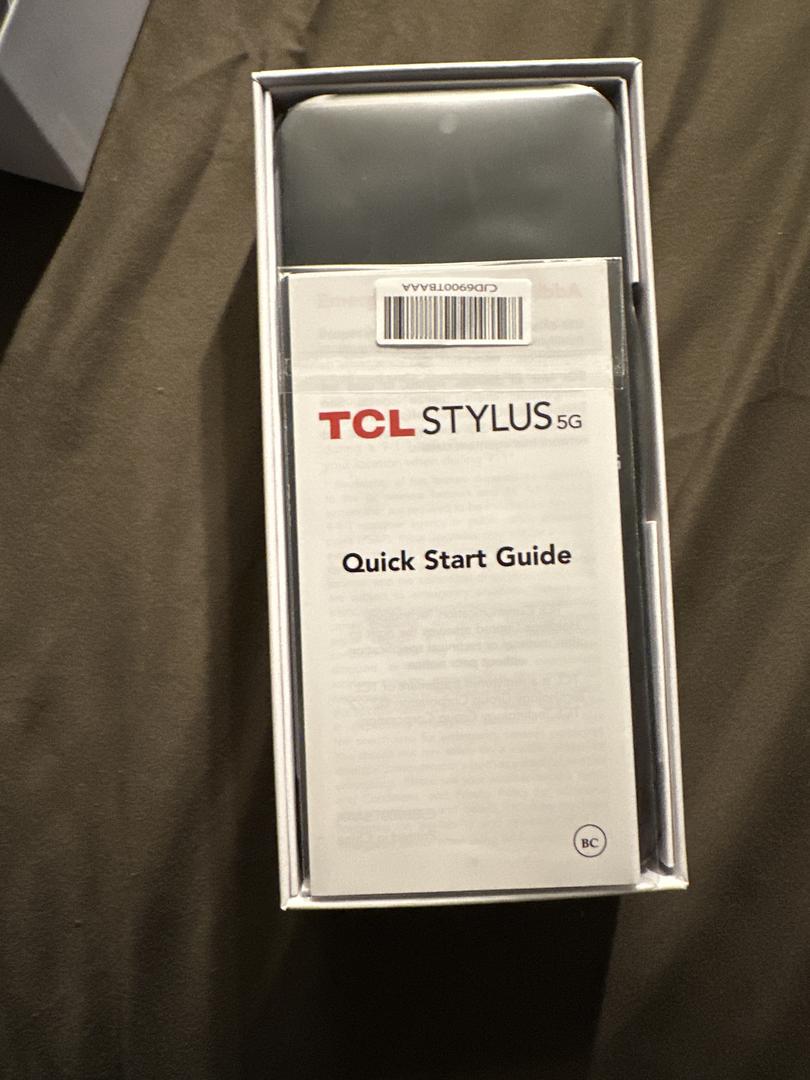 CJD6900TBAAA
TCL STYLUS 5G
Quick Start Guide
BC